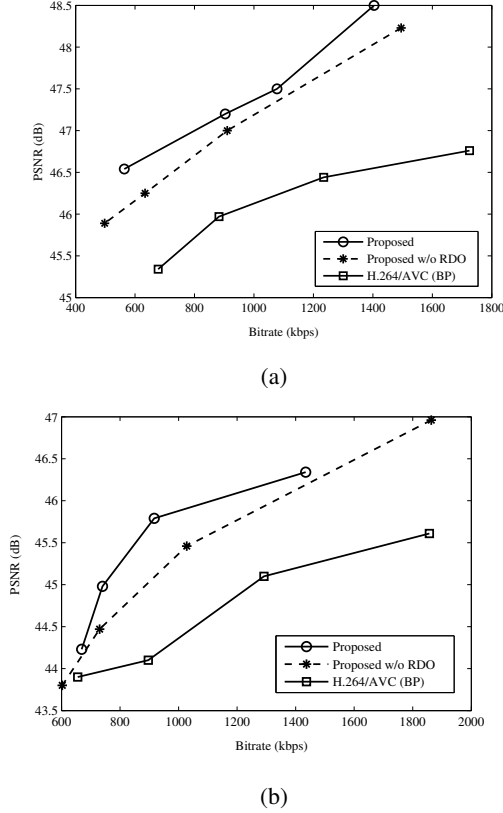 48.5
48
47.5
47
46.5
46
45.5
45
PSNR (dB)
400 600 800 1000 1200 1400 1600 1800
Bitrate (kbps)
Proposed
Proposed w/o RDO
H.264/AVC (BP)
(a)
47
46.5
46
45.5
45
44.5
44
43.5
PSNR (dB)
600 800 1000 1200 1400 1600 1800 2000
Bitrate (kbps)
Proposed
Proposed w/o RDO
H.264/AVC (BP)
(b)